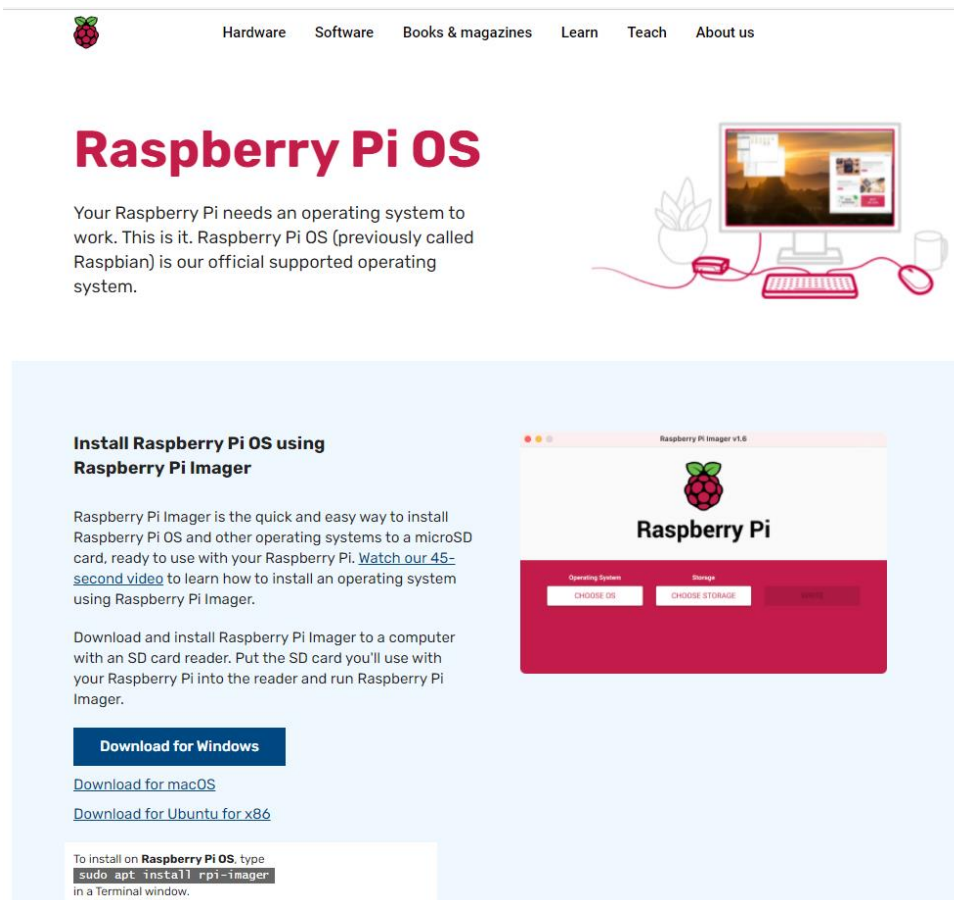 Hardware Software Books & magazines Learn Teach About us
Raspberry Pi OS
Your Raspberry Pi needs an operating system to
work. This is it. Raspberry Pi OS (previously called
Raspbian) is our official supported operating
system.
Install Raspberry Pi OS using
Raspberry Pi Imager
Raspberry Pi Imager is the quick and easy way to install
Raspberry Pi OS and other operating systems to a microSD
card, ready to use with your Raspberry Pi. Watch our 45-
second video to learn how to install an operating system
using Raspberry Pi Imager.
Download and install Raspberry Pi Imager to a computer
with an SD card reader. Put the SD card you'll use with
your Raspberry Pi into the reader and run Raspberry Pi
Imager.
Download for Windows
Download for macOS
Download for Ubuntu for x86
To install on Raspberry Pi OS, type
sudo apt install rpi-imager
in a Terminal window.
Raspberry Pi Imager v1.6
Raspberry Pi
Operating System Storage
CHOOSE OS CHOOSE STORAGE WRITE